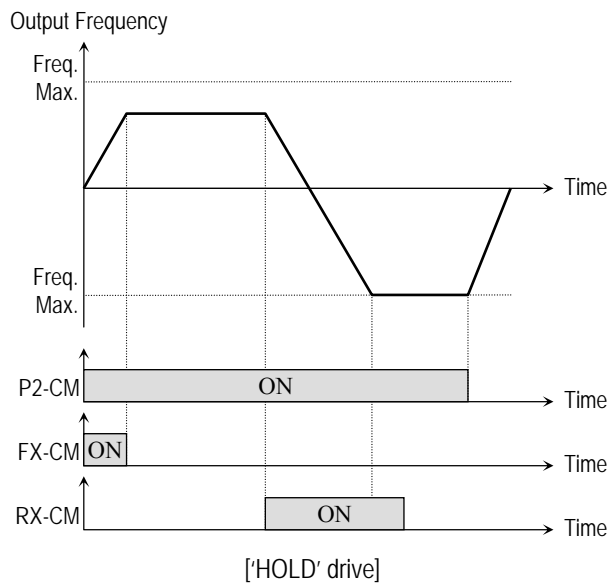 Output Frequency
Freq.
Max.
Time
Freq.
Max.
P2-CM
ON
Time
FX-CM
ON
Time
RX-CM
ON
Time
['HOLD' drive]